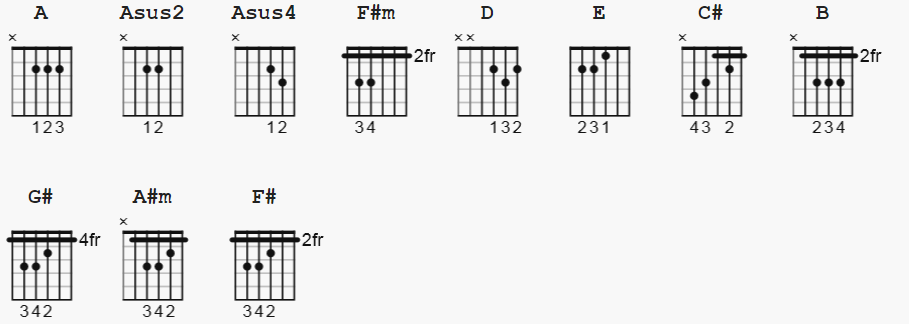 A Asus2 Asus4 F#m D E C# B
× × × ×× × ×
2fr 2fr
123 12 12 34 132 231 43 2 234
G# A#m F#
×
4fr 2fr
342 342 342